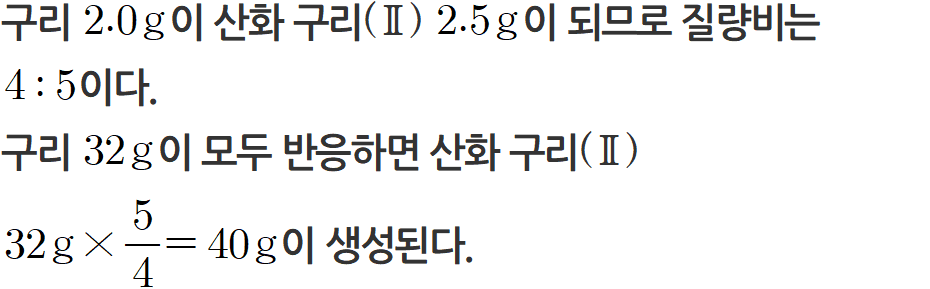 구리 2.0 g이 산화 구리(Ⅱ) 2.5 g이 되므로 질량비는
4 : 5이다.
구리 32 g이 모두 반응하면 산화 구리(Ⅱ)
32 g × 5/4 = 40 g이 생성된다.